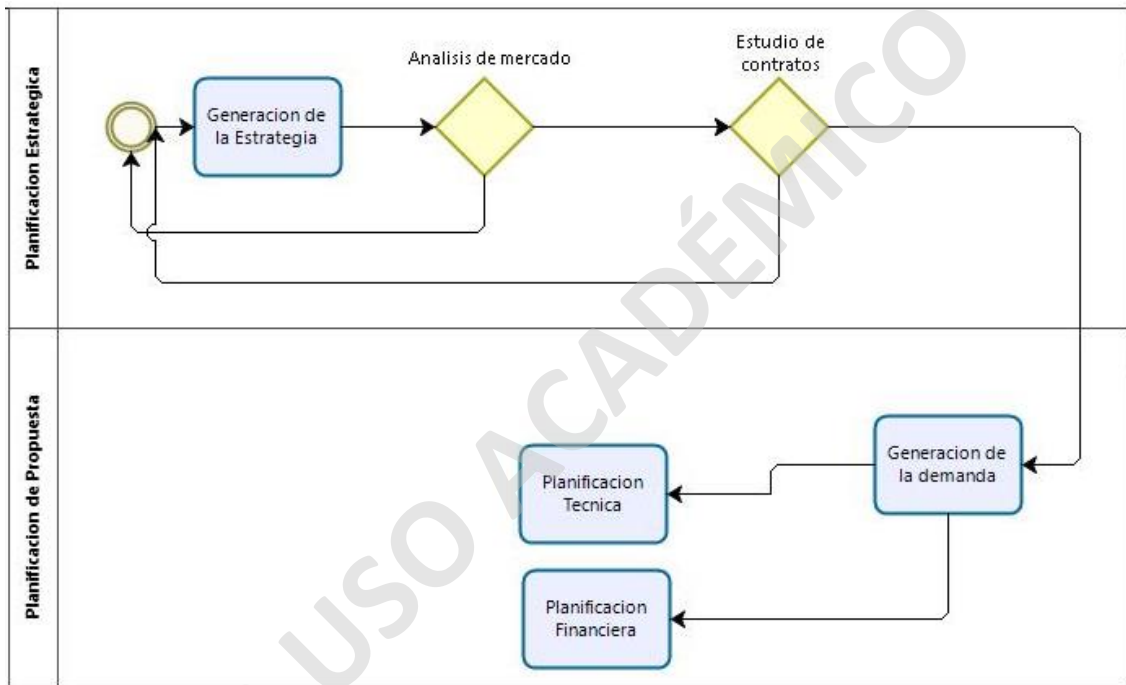 Planificacion Estrategica
Generacion de
la Estrategia
Analisis de mercado
Estudio de
contratos
Planificacion de Propuesta
Generacion de
la demanda
Planificacion
Tecnica
Planificacion
Financiera
USO ACADÉMICO